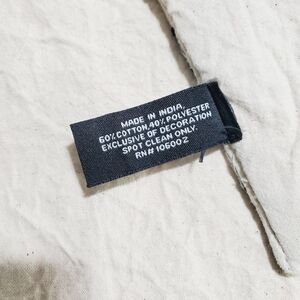 MADE IN INDIA.
60% COTTON, 40% POLYESTER
EXCLUSIVE OF DECORATION
SPOT CLEAN ONLY.
RN# 106002